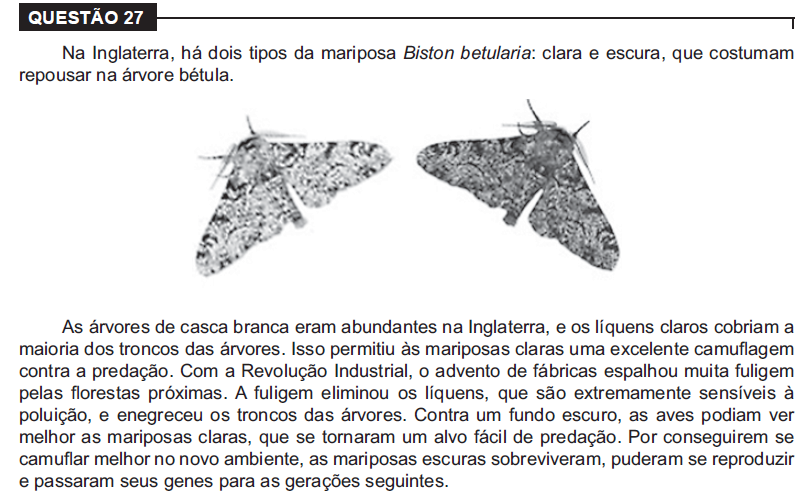 QUESTÃO 27
Na Inglaterra, há dois tipos da mariposa Biston betularia: clara e escura, que costumam
repousar na árvore bétula.
As árvores de casca branca eram abundantes na Inglaterra, e os líquens claros cobriam a
maioria dos troncos das árvores. Isso permitiu às mariposas claras uma excelente camuflagem
contra a predação. Com a Revolução Industrial, o advento de fábricas espalhou muita fuligem
pelas florestas próximas. A fuligem eliminou os líquens, que são extremamente sensíveis à
poluição, e enegreceu os troncos das árvores. Contra um fundo escuro, as aves podiam ver
melhor as mariposas claras, que se tornaram um alvo fácil de predação. Por conseguirem se
camuflar melhor no novo ambiente, as mariposas escuras sobreviveram, puderam se reproduzir
e passaram seus genes para as gerações seguintes.